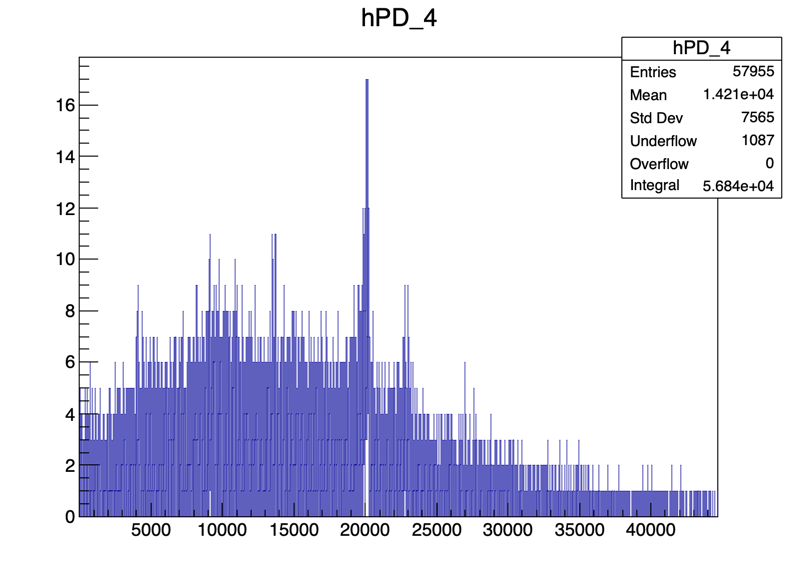 hPD_4
hPD_4
Entries 57955
Mean 1.421e+04
Std Dev 7565
Underflow 1087
Overflow 0
Integral 5.684e+04
16
14
12
10
8
6
4
2
0
5000 10000 15000 20000 25000 30000 35000 40000